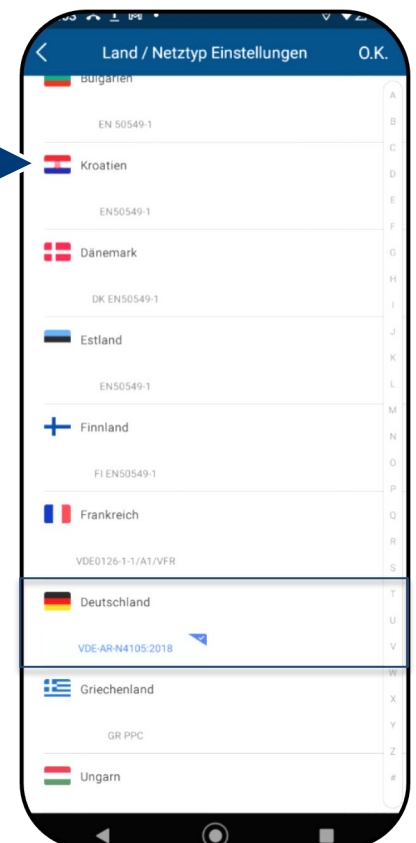 Land / Netztyp Einstellungen O.K.
Bulgarien
EN 50549-1
Kroatien
EN50549-1
Dänemark
DK EN50549-1
Estland
EN50549-1
Finnland
FI EN50549-1
Frankreich
VDE0126-1-1/A1/VFR
Deutschland
VDE-AR-N4105:2018
Griechenland
GR PPC
Ungarn
A
B
C
D
E
F
G
H
I
J
K
L
M
N
O
P
Q
R
S
T
U
V
W
X
Y
Z
#